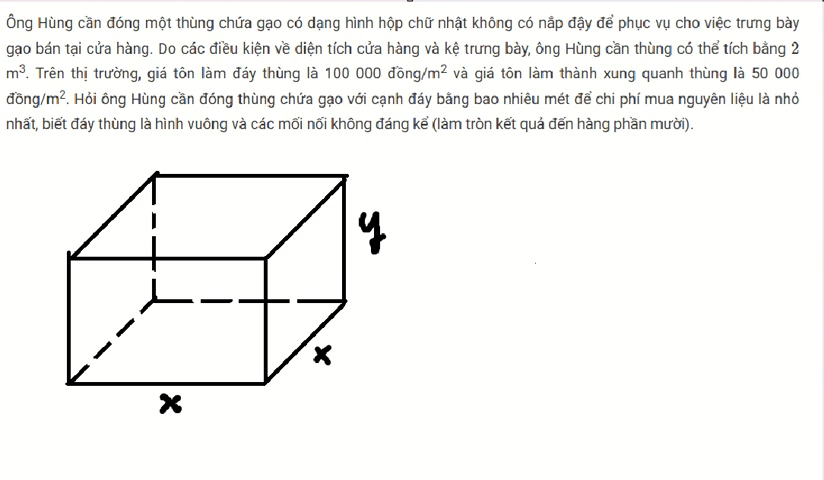 Ông Hùng cần đóng một thùng chứa gạo có dạng hình hộp chữ nhật không có nắp đậy để phục vụ cho việc trưng bày
gạo bán tại cửa hàng. Do các điều kiện về diện tích cửa hàng và kệ trưng bày, ông Hùng cần thùng có thể tích bằng 2
m³. Trên thị trường, giá tôn làm đáy thùng là 100 000 đồng/m² và giá tôn làm thành xung quanh thùng là 50 000
đồng/m². Hỏi ông Hùng cần đóng thùng chứa gạo với cạnh đáy bằng bao nhiêu mét để chi phí mua nguyên liệu là nhỏ
nhất, biết đáy thùng là hình vuông và các mối nối không đáng kể (làm tròn kết quả đến hàng phần mười).
y
x
x